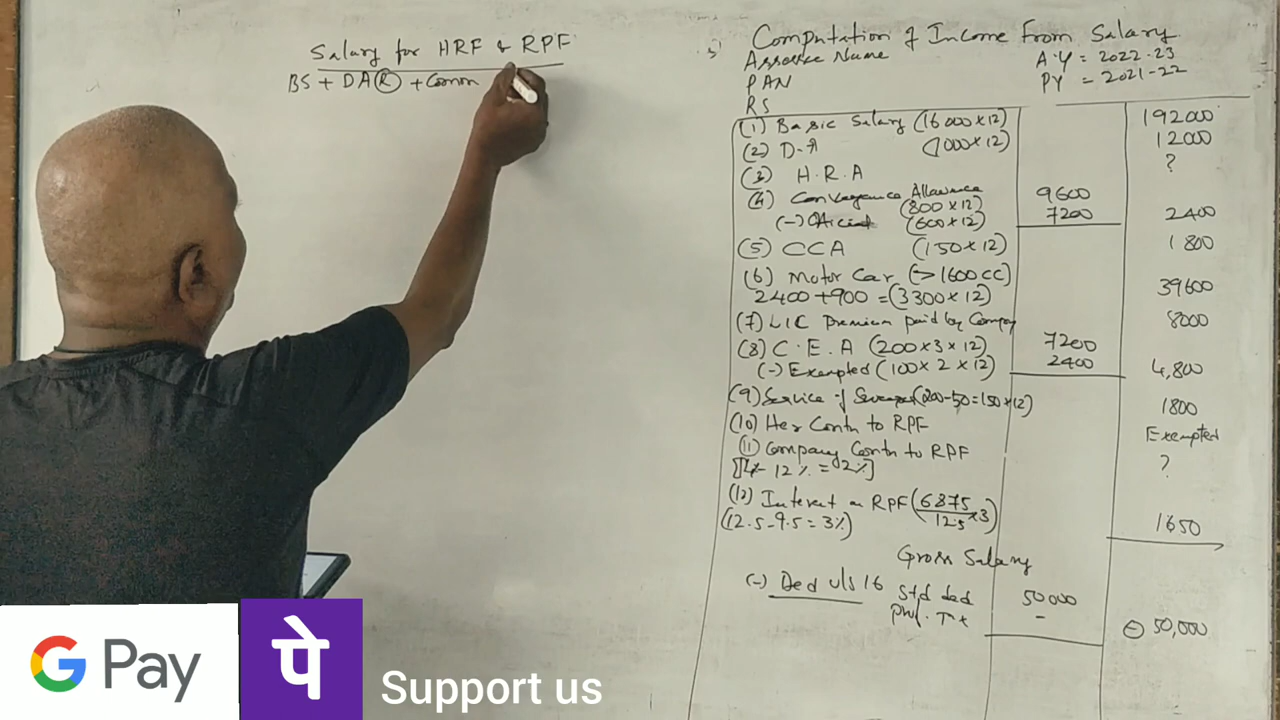 Salary for HRF & RPF
BS + DA(R) + Comm
5) Computation of Income From Salary
Assessee Name
A.Y = 2022-23
PAN
PY = 2021-22
RS
(1) Basic Salary (16000×12) 192000
(2) D.A (1000×12) 12000
(3) H.R.A ?
(4) Conveyance Allowance
(800×12) 9600
(-) (600×12) 7200 2400
(5) CCA (150×12) 1800
(6) Motor Car (->1600CC)
2400+900=(3300×12) 39600
(7) LIC Premium paid by Company 8000
(8) C.E.A (200×3×12) 7200
(-) Exempted (100×2×12) 2400 4,800
(9) Service of Sweeper (200-50=150×12) 1800
(10) Her Contn to RPF Exempted
(11) Company Contn to RPF
[14- 12% = 2%] ?
(12) Interest on RPF (6875/12.5 ×3)
(12.5-9.5=3%) 1650
Gross Salary
(-) Ded u/s 16 Std ded 50000
Prof. Tax - (-) 50,000
G Pay
पे
Support us